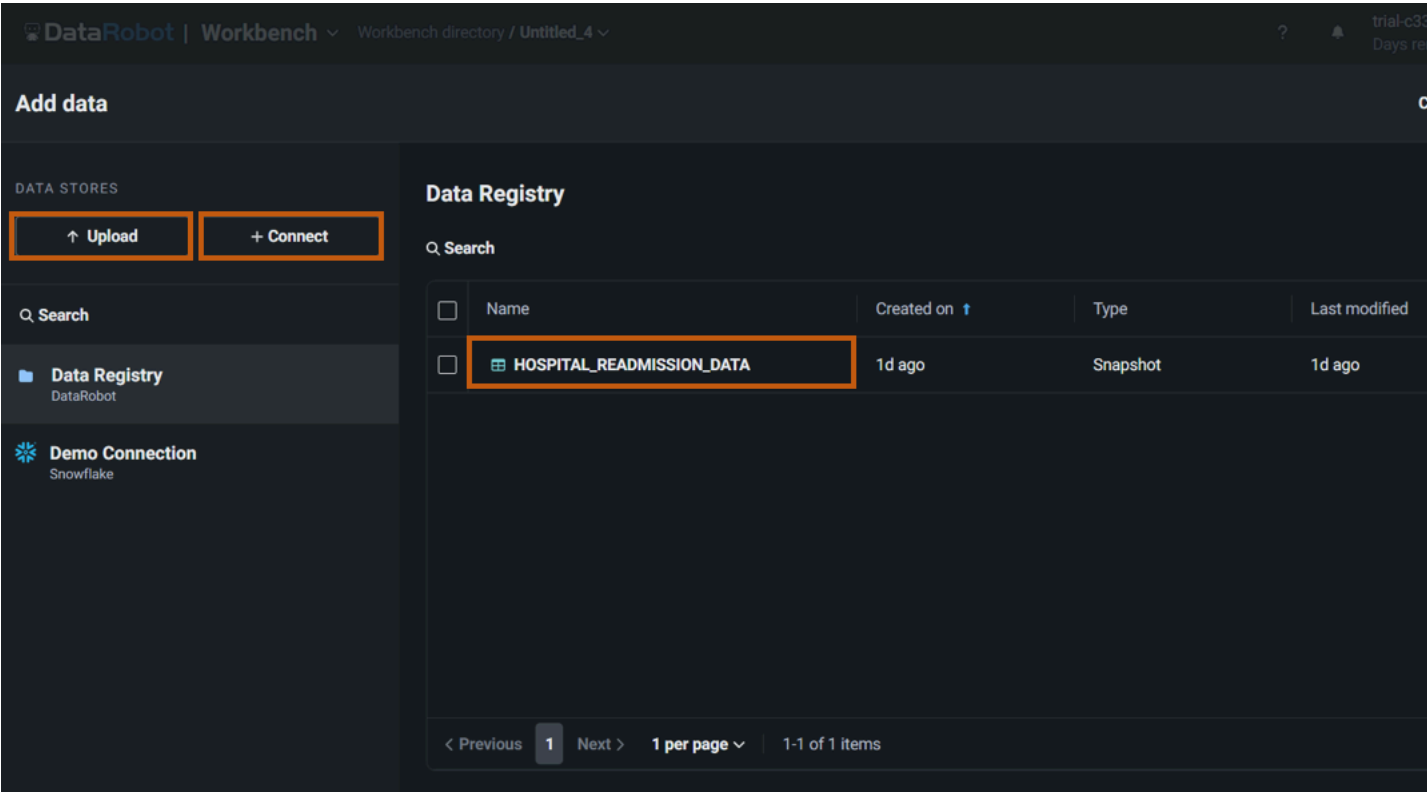 DataRobot | Workbench Workbench directory / Untitled_4 ? trial-c33
Days re
Add data
DATA STORES
↑ Upload + Connect
Search
Data Registry
DataRobot
Demo Connection
Snowflake
Data Registry
Search
Name Created on ↑ Type Last modified
HOSPITAL_READMISSION_DATA 1d ago Snapshot 1d ago
< Previous 1 Next > 1 per page 1-1 of 1 items